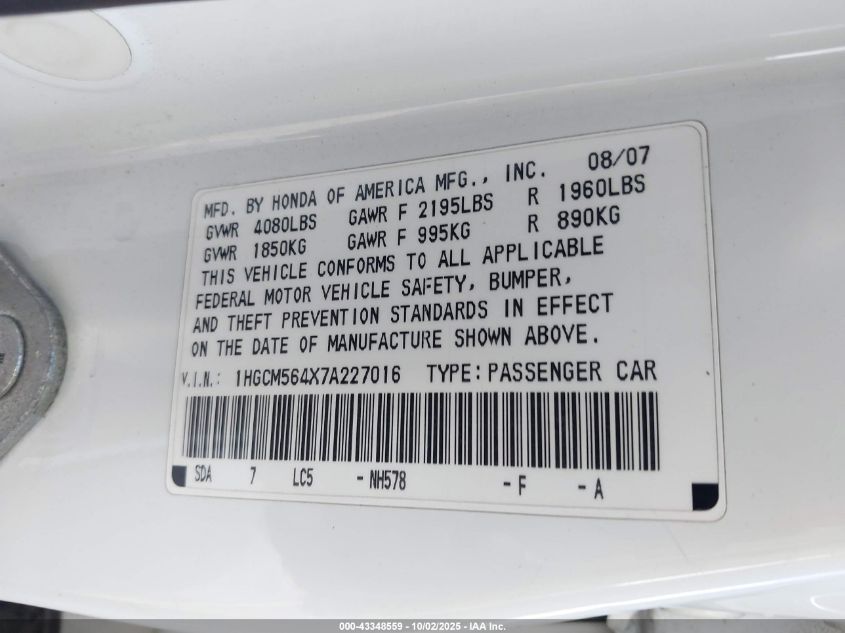 MFD. BY HONDA OF AMERICA MFG., INC. 08/07
GVWR 4080LBS GAWR F 2195LBS R 1960LBS
GVWR 1850KG GAWR F 995KG R 890KG
THIS VEHICLE CONFORMS TO ALL APPLICABLE
FEDERAL MOTOR VEHICLE SAFETY, BUMPER,
AND THEFT PREVENTION STANDARDS IN EFFECT
ON THE DATE OF MANUFACTURE SHOWN ABOVE.
V.I.N.: 1HGCM564X7A227016 TYPE: PASSENGER CAR
SDA 7 LC5 -NH578 -F -A
000-43348559 - 10/02/2025 - IAA Inc.